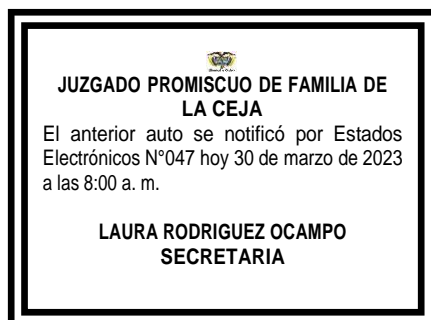 JUZGADO PROMISCUO DE FAMILIA DE
LA CEJA
El anterior auto se notificó por Estados
Electrónicos N°047 hoy 30 de marzo de 2023
a las 8:00 a. m.
LAURA RODRIGUEZ OCAMPO
SECRETARIA